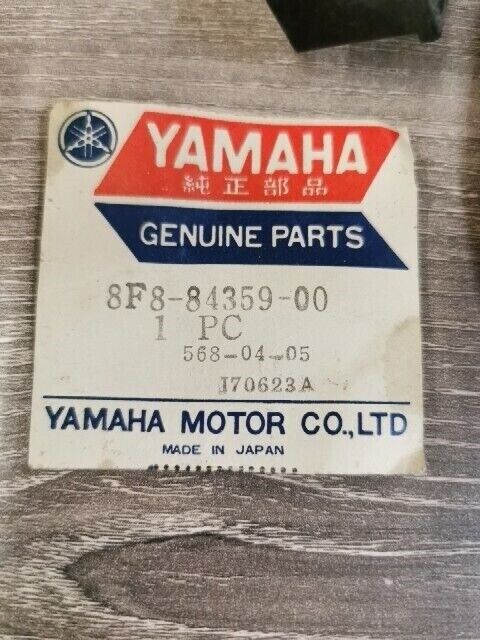 YAMAHA
純正部品
GENUINE PARTS
8F8-84359-00
1 PC
568-04-05
J70623A
YAMAHA MOTOR CO.,LTD
MADE IN JAPAN